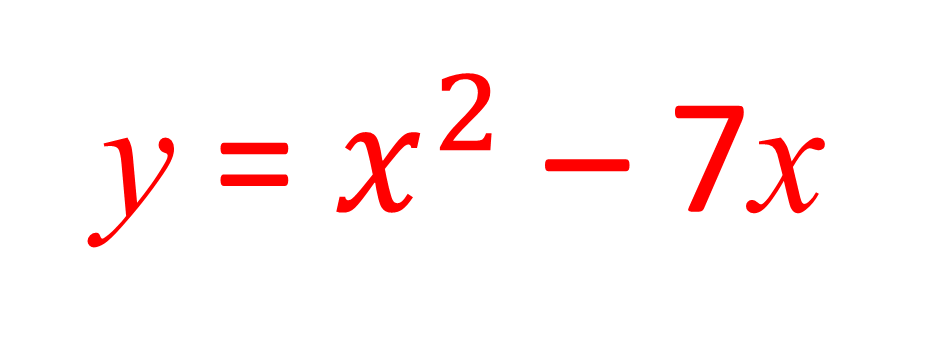 y = x² – 7x